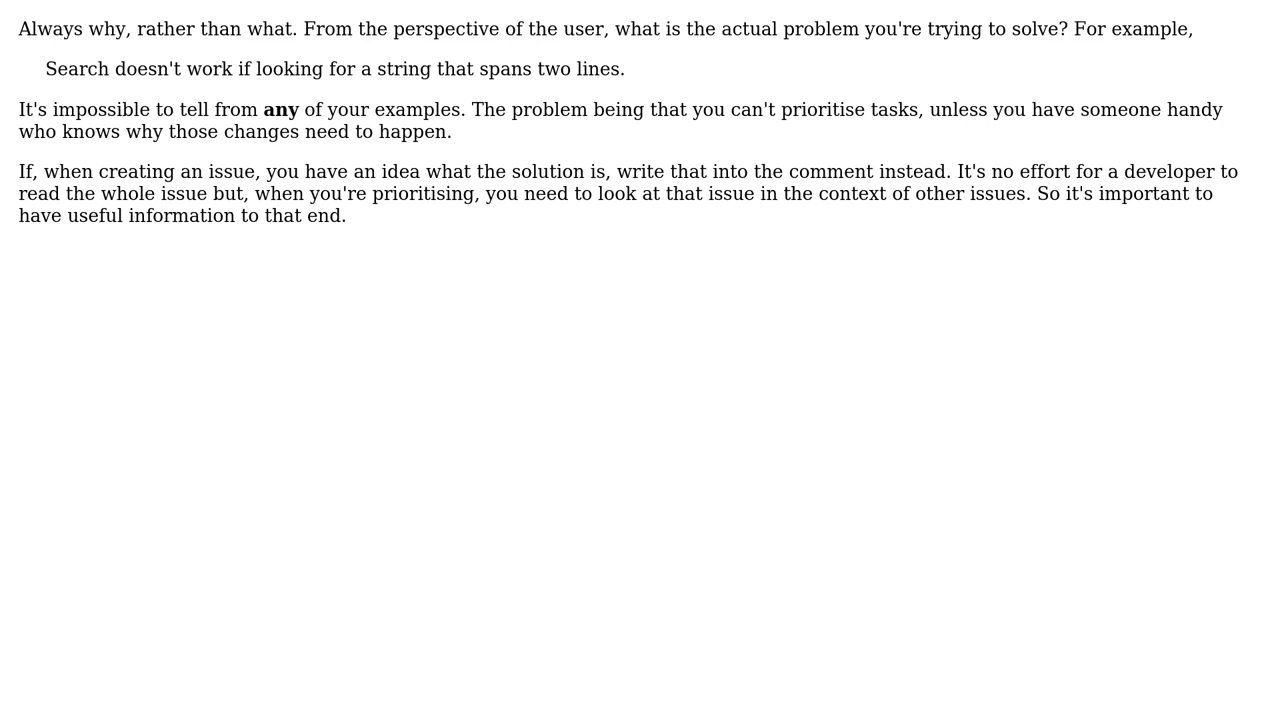 Always why, rather than what. From the perspective of the user, what is the actual problem you're trying to solve? For example,
Search doesn't work if looking for a string that spans two lines.
It's impossible to tell from any of your examples. The problem being that you can't prioritise tasks, unless you have someone handy
who knows why those changes need to happen.
If, when creating an issue, you have an idea what the solution is, write that into the comment instead. It's no effort for a developer to
read the whole issue but, when you're prioritising, you need to look at that issue in the context of other issues. So it's important to
have useful information to that end.